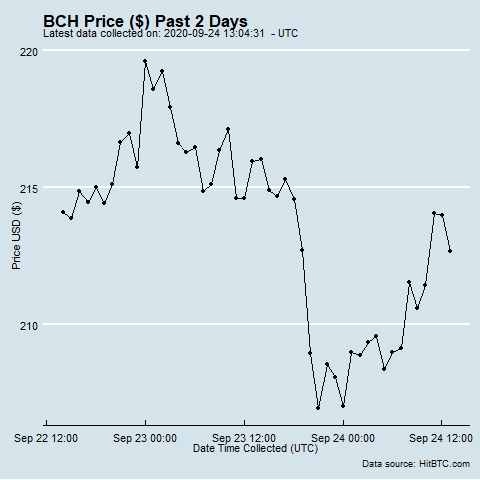 BCH Price ($) Past 2 Days
Latest data collected on: 2020-09-24 13:04:31  - UTC
220
215
210
Price USD ($)
Sep 22 12:00 Sep 23 00:00 Sep 23 12:00 Sep 24 00:00 Sep 24 12:00
Date Time Collected (UTC)
Data source: HitBTC.com